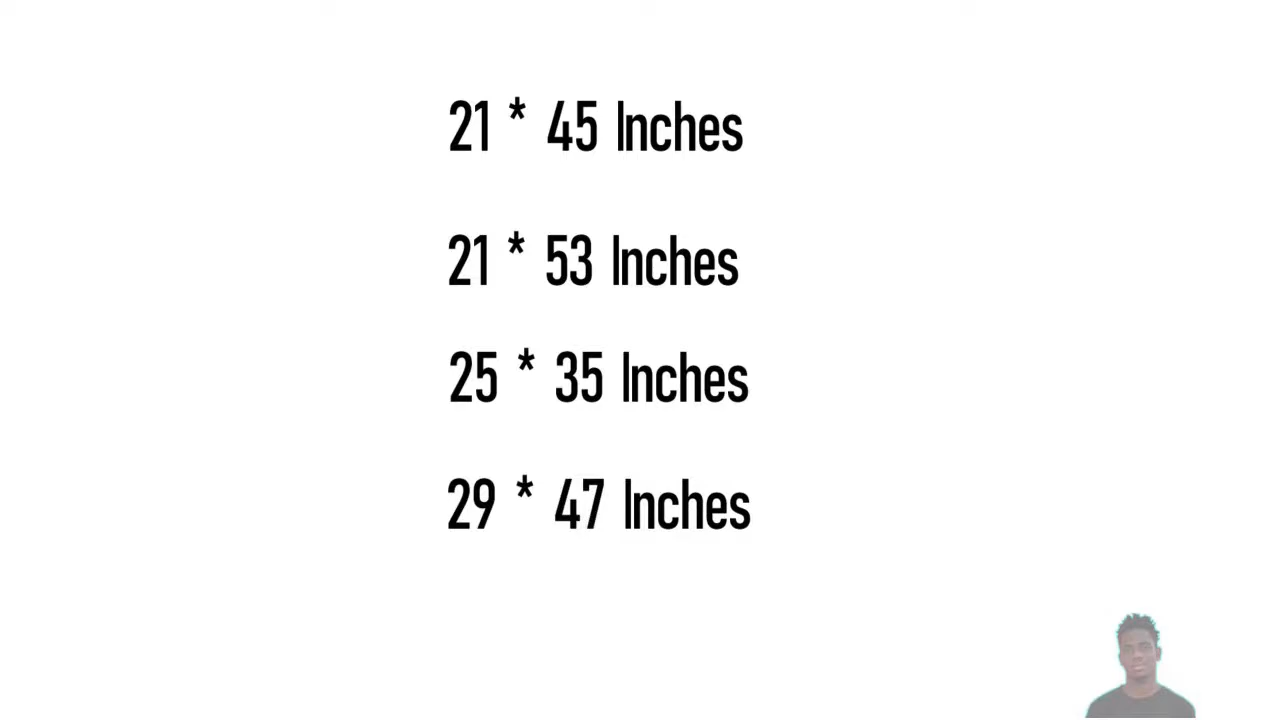 21 * 45 Inches
21 * 53 Inches
25 * 35 Inches
29 * 47 Inches